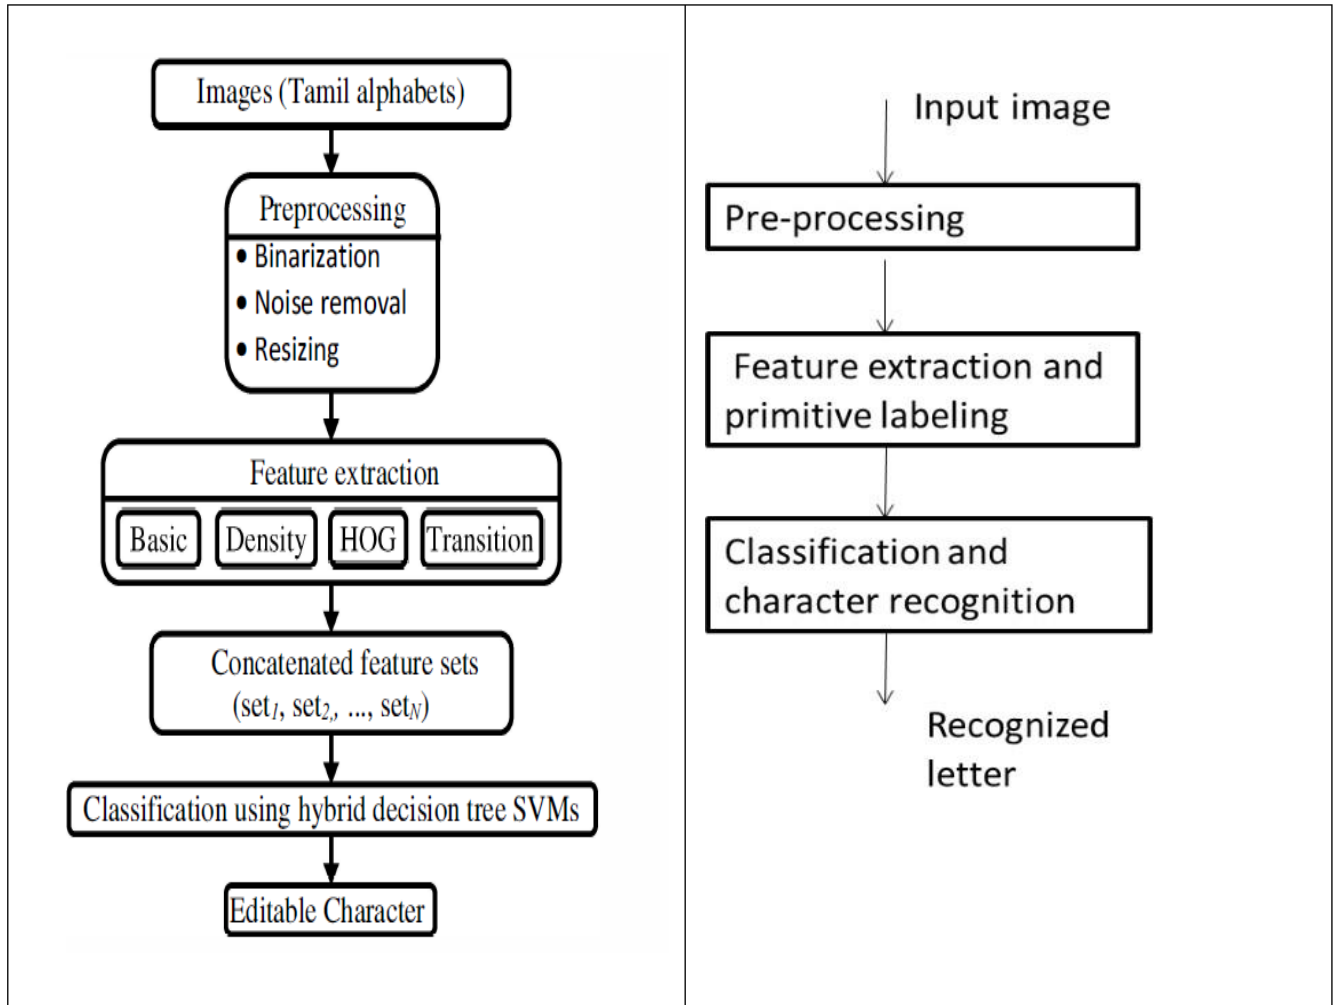 Images (Tamil alphabets)
Preprocessing
• Binarization
• Noise removal
• Resizing
Feature extraction
Basic Density HOG Transition
Concatenated feature sets
(set1, set2,, ..., setN)
Classification using hybrid decision tree SVMs
Editable Character
Input image
Pre-processing
Feature extraction and
primitive labeling
Classification and
character recognition
Recognized
letter